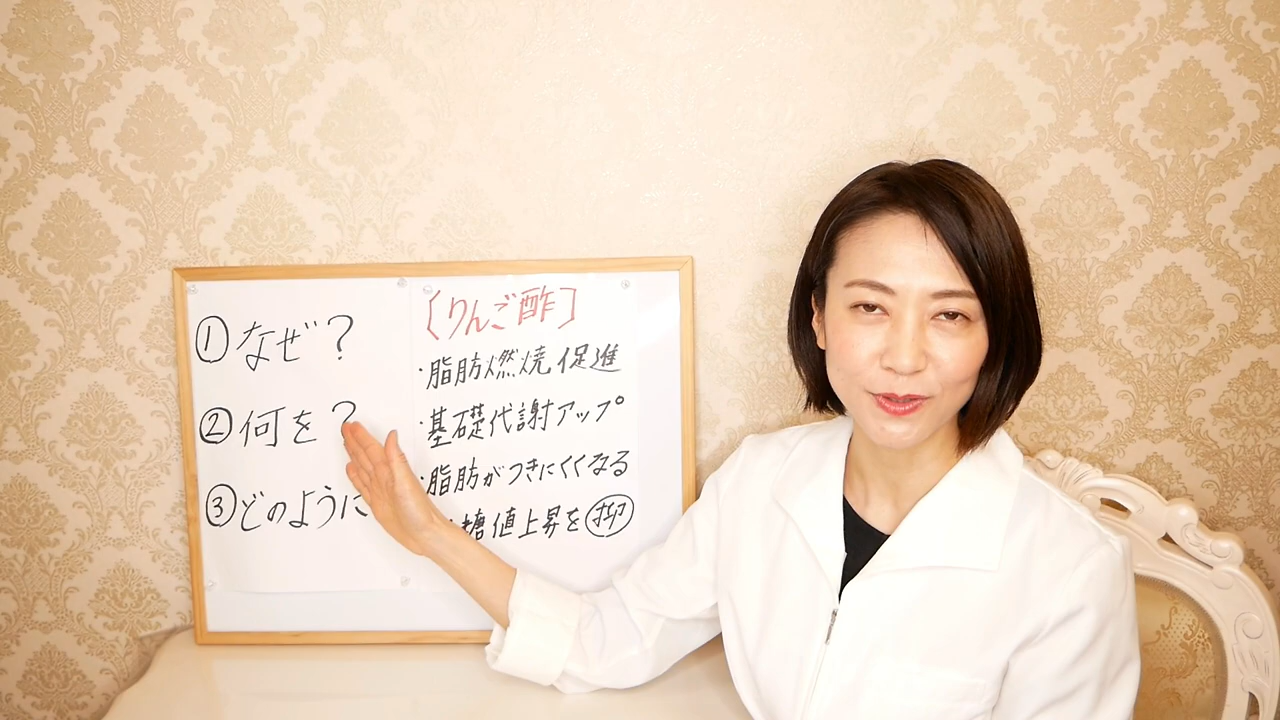 ①なぜ?
②何を?
③どのように
[りんご酢]
・脂肪燃焼促進
・基礎代謝アップ
・脂肪がつきにくくなる
糖値上昇を㊥抑